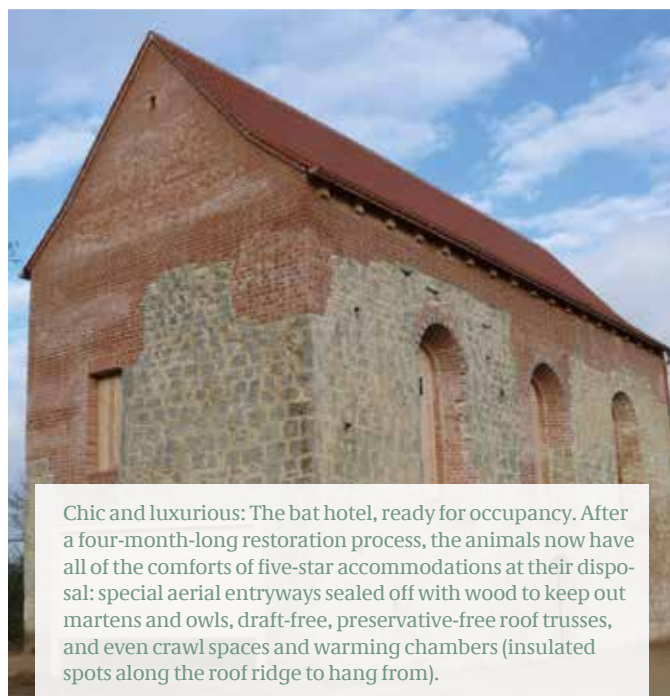 Chic and luxurious: The bat hotel, ready for occupancy. After
a four-month-long restoration process, the animals now have
all of the comforts of five-star accommodations at their dispo-
sal: special aerial entryways sealed off with wood to keep out
martens and owls, draft-free, preservative-free roof trusses,
and even crawl spaces and warming chambers (insulated
spots along the roof ridge to hang from).